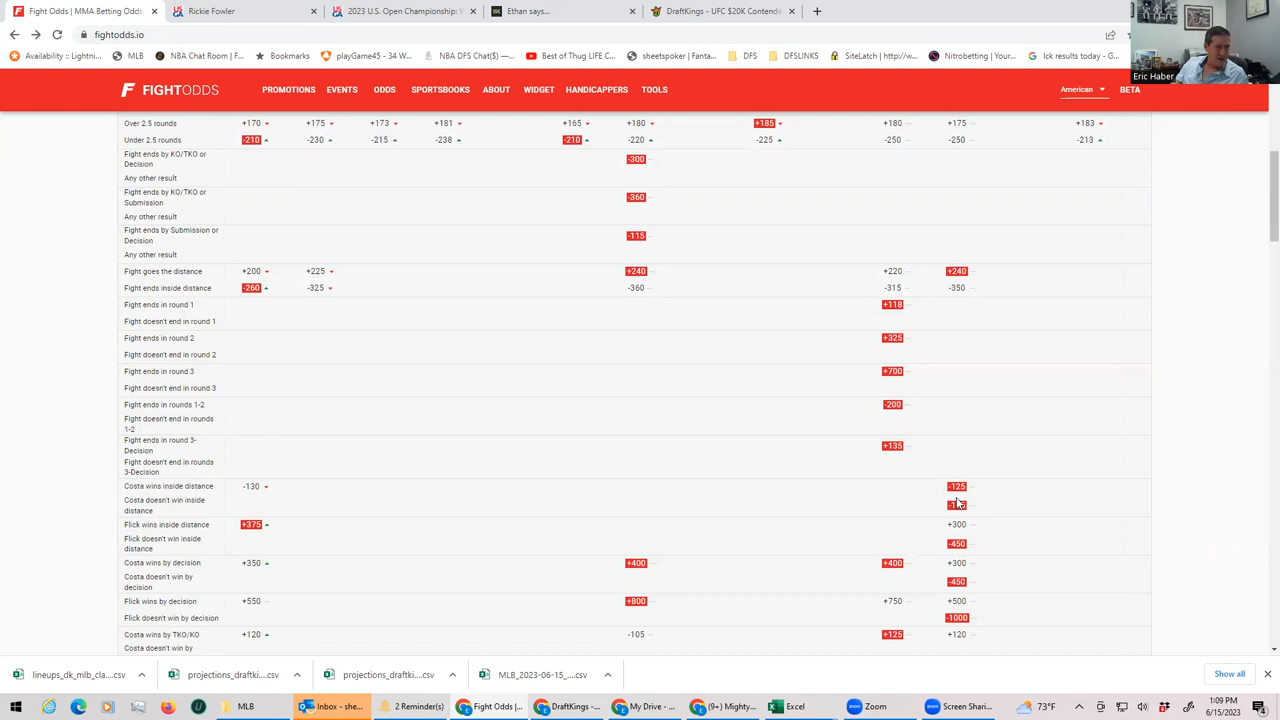 Fight Odds | MMA Betting Odds
Rickie Fowler
2023 U.S. Open Championship: W
Ethan says...
DraftKings - UFC $20K Contende
fightodds.io
Eric Haber
Availability :: Lightni...
MLB
NBA Chat Room | F...
Bookmarks
playGame45 - 34 W...
NBA DFS Chat($) —...
Best of Thug LIFE C...
sheetspoker | Fanta...
DFS
DFSLINKS
SiteLatch | http://w...
Nitrobetting | Your...
Ick results today - G...
FIGHTODDS
PROMOTIONS EVENTS ODDS SPORTSBOOKS ABOUT WIDGET HANDICAPPERS TOOLS
American
BETA
Over 2.5 rounds +170 +175 +173 +181 +165 +180 +185 +180 +175 +183
Under 2.5 rounds -210 -230 -215 -238 -210 -220 -225 -250 -250 -213
Fight ends by KO/TKO or
Decision -300
Any other result
Fight ends by KO/TKO or
Submission -360
Any other result
Fight ends by Submission or
Decision -115
Any other result
Fight goes the distance +200 +225 +240 +220 +240
Fight ends inside distance -260 -325 -360 -315 -350
Fight ends in round 1 +118
Fight doesn't end in round 1
Fight ends in round 2 +325
Fight doesn't end in round 2
Fight ends in round 3 +700
Fight doesn't end in round 3
Fight ends in rounds 1-2 -200
Fight doesn't end in rounds
1-2
Fight ends in round 3-
Decision +135
Fight doesn't end in rounds
3-Decision
Costa wins inside distance -130 -125
Costa doesn't win inside
distance
Flick wins inside distance +375 +300
Flick doesn't win inside
distance -450
Costa wins by decision +350 +400 +400 +300
Costa doesn't win by
decision -450
Flick wins by decision +550 +800 +750 +500
Flick doesn't win by decision -1000
Costa wins by TKO/KO +120 -105 +125 +120
Costa doesn't win by
lineups_dk_mlb_cla....csv
projections_draftki....csv
projections_draftki....csv
MLB_2023-06-15_....csv
Show all
MLB
Inbox - she...
2 Reminder(s)
Fight Odds |...
DraftKings -...
My Drive -...
(9+) Mighty...
Excel
Zoom
Screen Shari...
73°F
1:09 PM
6/15/2023